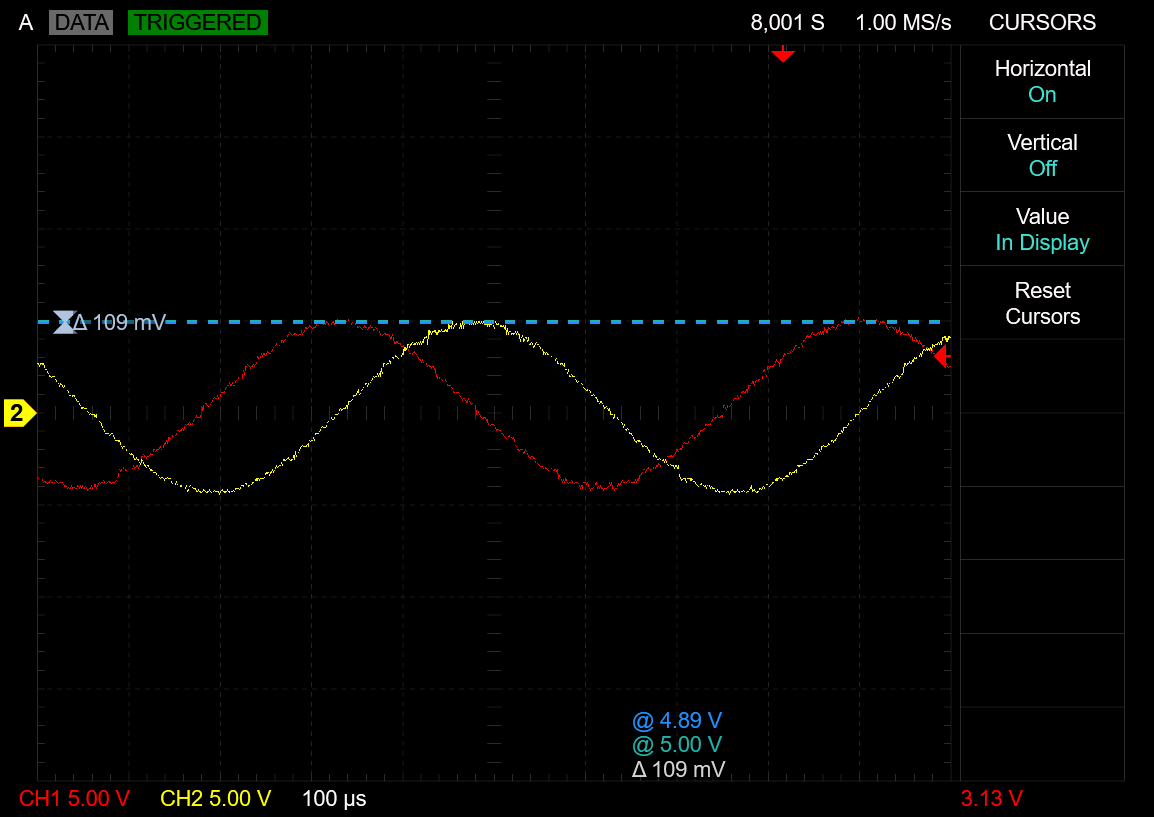 A DATA TRIGGERED 8,001 S 1.00 MS/s CURSORS
Horizontal
On
Vertical
Off
Value
In Display
Reset
Cursors
Δ 109 mV
2
@ 4.89 V
@ 5.00 V
Δ 109 mV
CH1 5.00 V CH2 5.00 V 100 µs 3.13 V